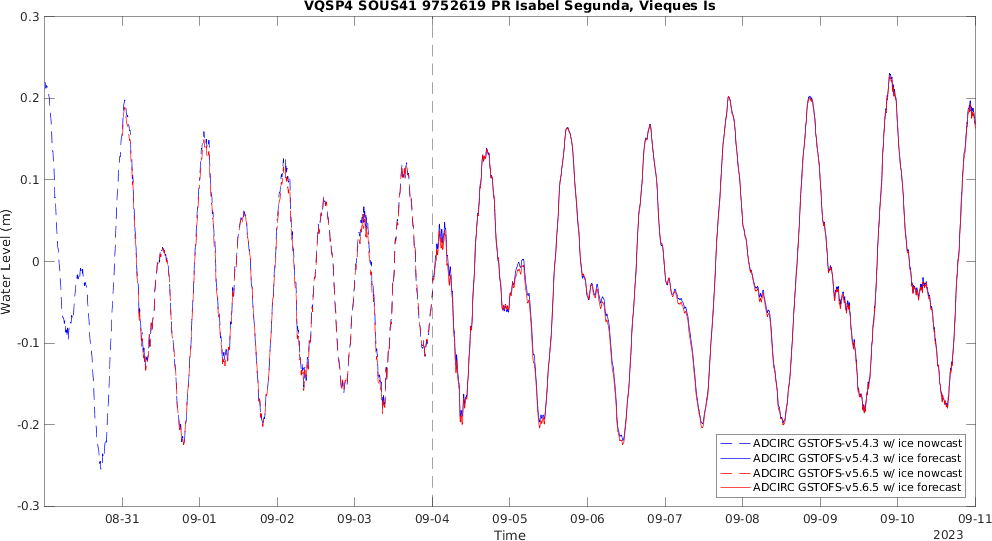 VQSP4 SOUS41 9752619 PR Isabel Segunda, Vieques Is
0.3
0.2
0.1
0
-0.1
-0.2
-0.3
Water Level (m)
ADCIRC GSTOFS-v5.4.3 w/ ice nowcast
ADCIRC GSTOFS-v5.4.3 w/ ice forecast
ADCIRC GSTOFS-v5.6.5 w/ ice nowcast
ADCIRC GSTOFS-v5.6.5 w/ ice forecast
08-31 09-01 09-02 09-03 09-04 09-05 09-06 09-07 09-08 09-09 09-10 09-11
Time
2023